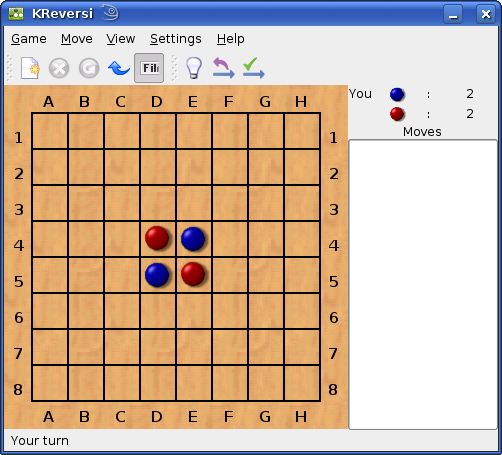 KReversi
Game Move View Settings Help
Fil
A B C D E F G H
You : 2
: 2
Moves
1 1
2 2
3 3
4 4
5 5
6 6
7 7
8 8
A B C D E F G H
Your turn